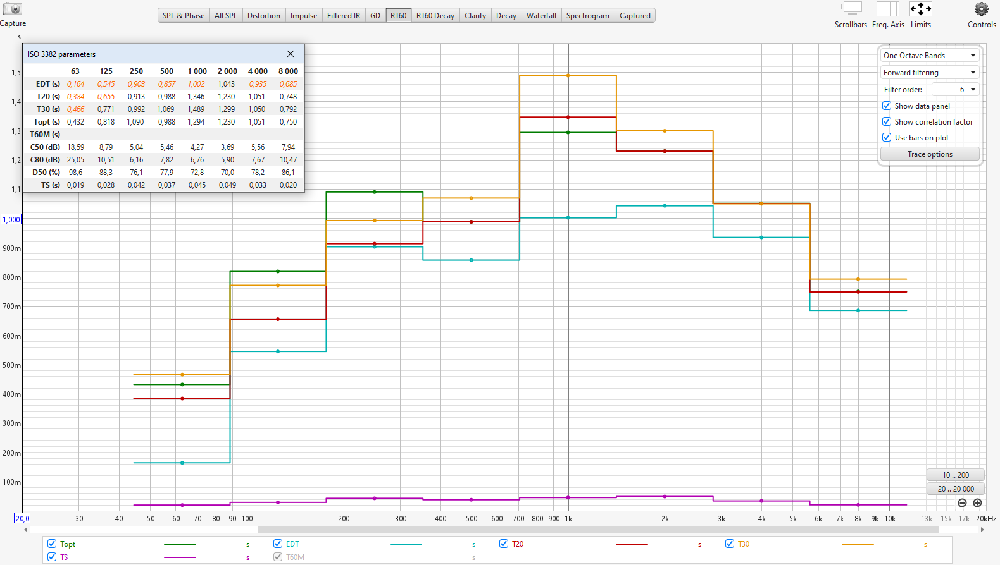 Capture
SPL & Phase All SPL Distortion Impulse Filtered IR GD RT60 RT60 Decay Clarity Decay Waterfall Spectrogram Captured
Scrollbars Freq. Axis Limits Controls
s
ISO 3382 parameters
63 125 250 500 1 000 2 000 4 000 8 000
EDT (s) 0,164 0,545 0,903 0,857 1,002 1,043 0,935 0,685
T20 (s) 0,384 0,655 0,913 0,988 1,346 1,230 1,051 0,748
T30 (s) 0,466 0,771 0,992 1,069 1,489 1,299 1,050 0,792
Topt (s) 0,432 0,818 1,090 0,988 1,294 1,230 1,051 0,750
T60M (s)
C50 (dB) 18,59 8,79 5,04 5,46 4,27 3,69 5,56 7,94
C80 (dB) 25,05 10,51 6,16 7,82 6,76 5,90 7,67 10,47
D50 (%) 98,6 88,3 76,1 77,9 72,8 70,0 78,2 86,1
TS (s) 0,019 0,028 0,042 0,037 0,045 0,049 0,033 0,020
One Octave Bands
Forward filtering
Filter order: 6
Show data panel
Show correlation factor
Use bars on plot
Trace options
1,5
1,4
1,3
1,2
1,1
1,000
900m
800m
700m
600m
500m
400m
300m
200m
100m
10 .. 200
20 .. 20 000
20,0 30 40 50 60 70 80 90 100 200 300 400 500 600 700 800 900 1k 2k 3k 4k 5k 6k 7k 8k 9k 10k 13k 15k 17k 20kHz
Topt s EDT s T20 s T30 s
TS s T60M s